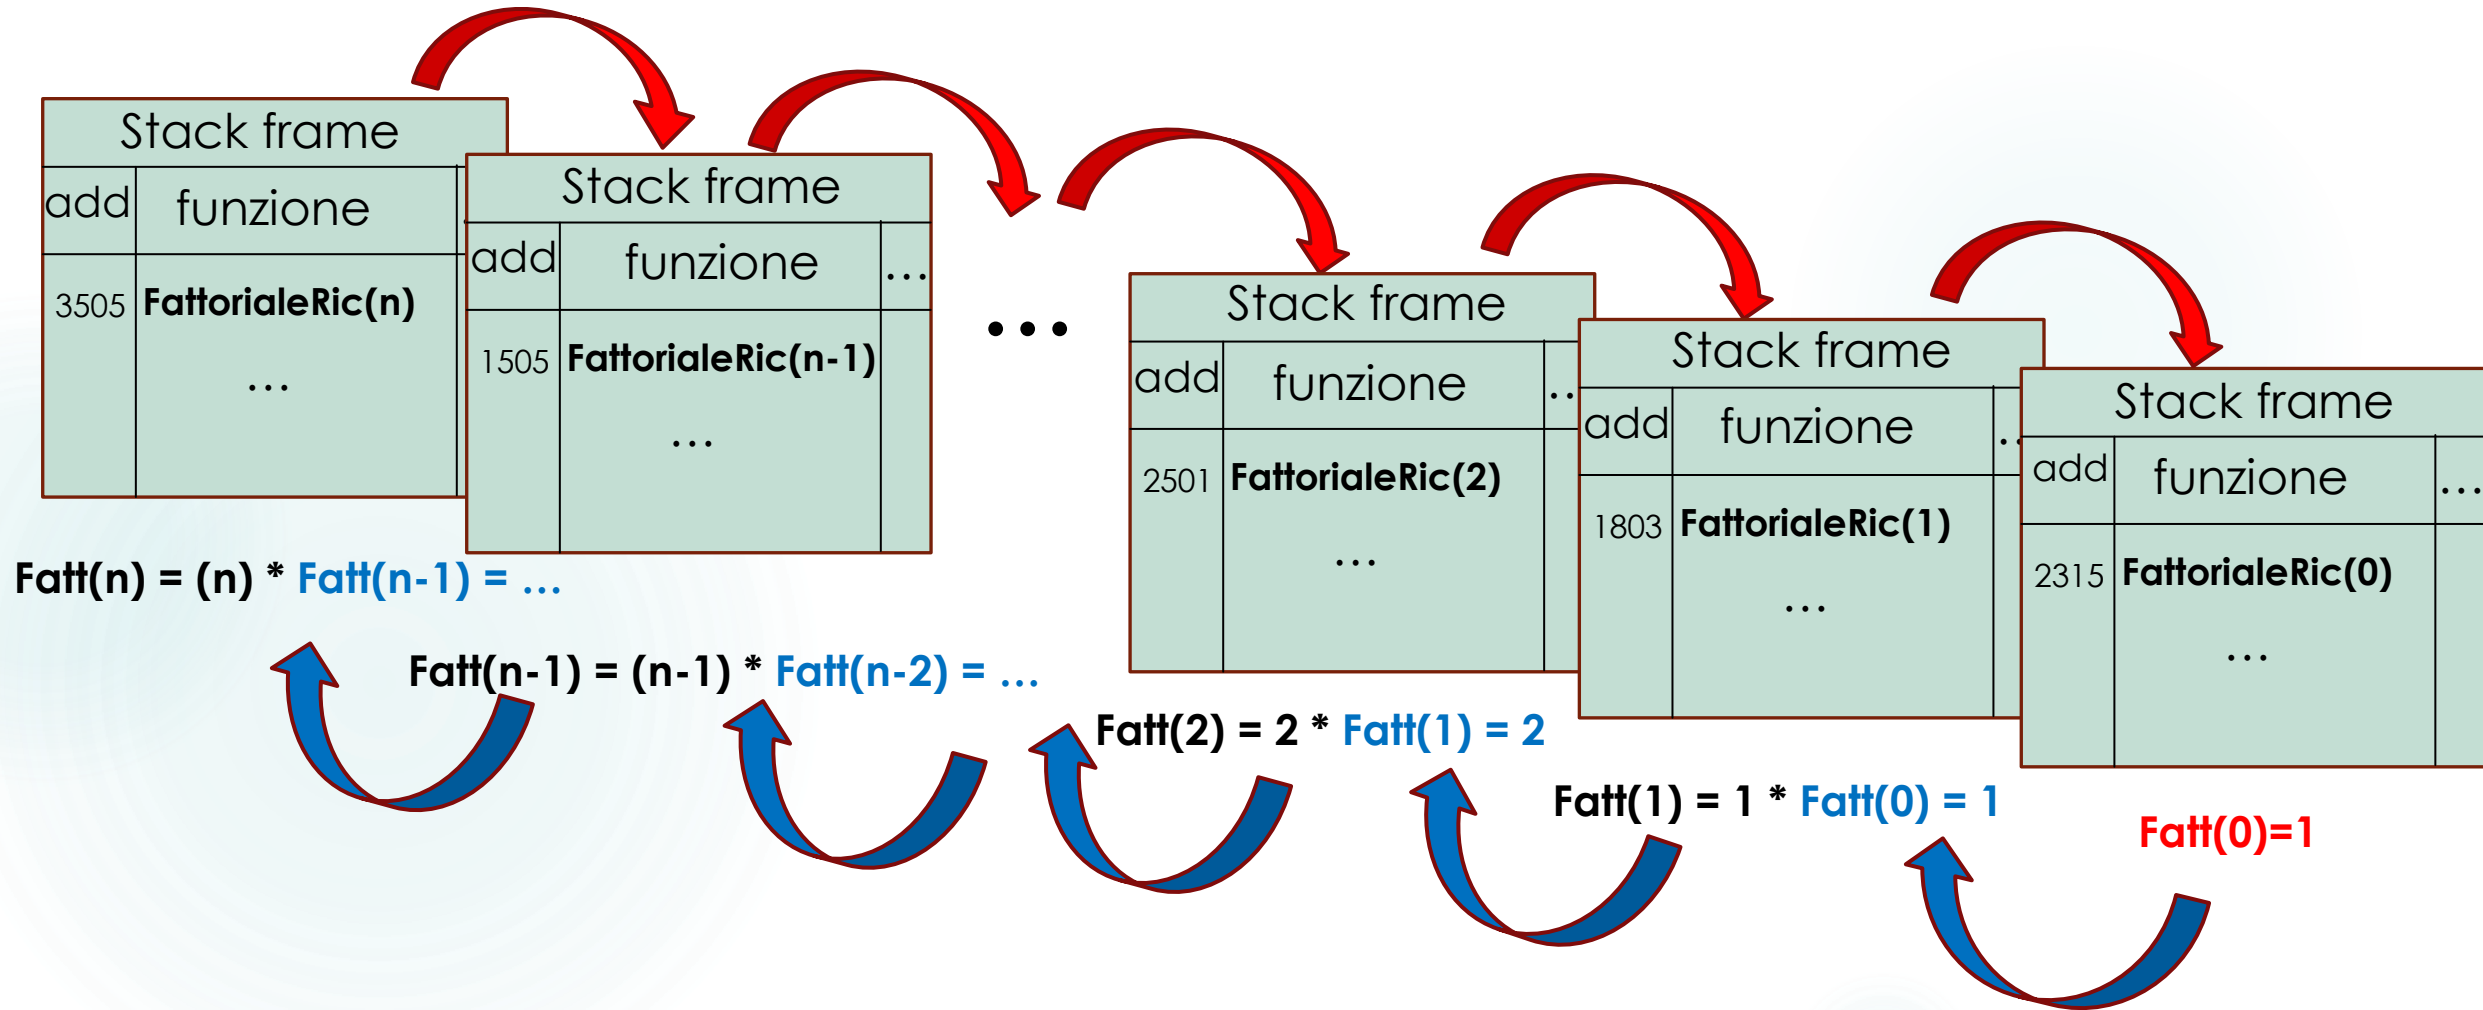 Stack frame
add funzione
3505 FattorialeRic(n)
...
Stack frame
add funzione ...
1505 FattorialeRic(n-1)
...
...
Stack frame
add funzione ...
2501 FattorialeRic(2)
...
Stack frame
add funzione ...
1803 FattorialeRic(1)
...
Stack frame
add funzione ...
2315 FattorialeRic(0)
...
Fatt(n) = (n) * Fatt(n-1) = ...
Fatt(n-1) = (n-1) * Fatt(n-2) = ...
Fatt(2) = 2 * Fatt(1) = 2
Fatt(1) = 1 * Fatt(0) = 1
Fatt(0)=1